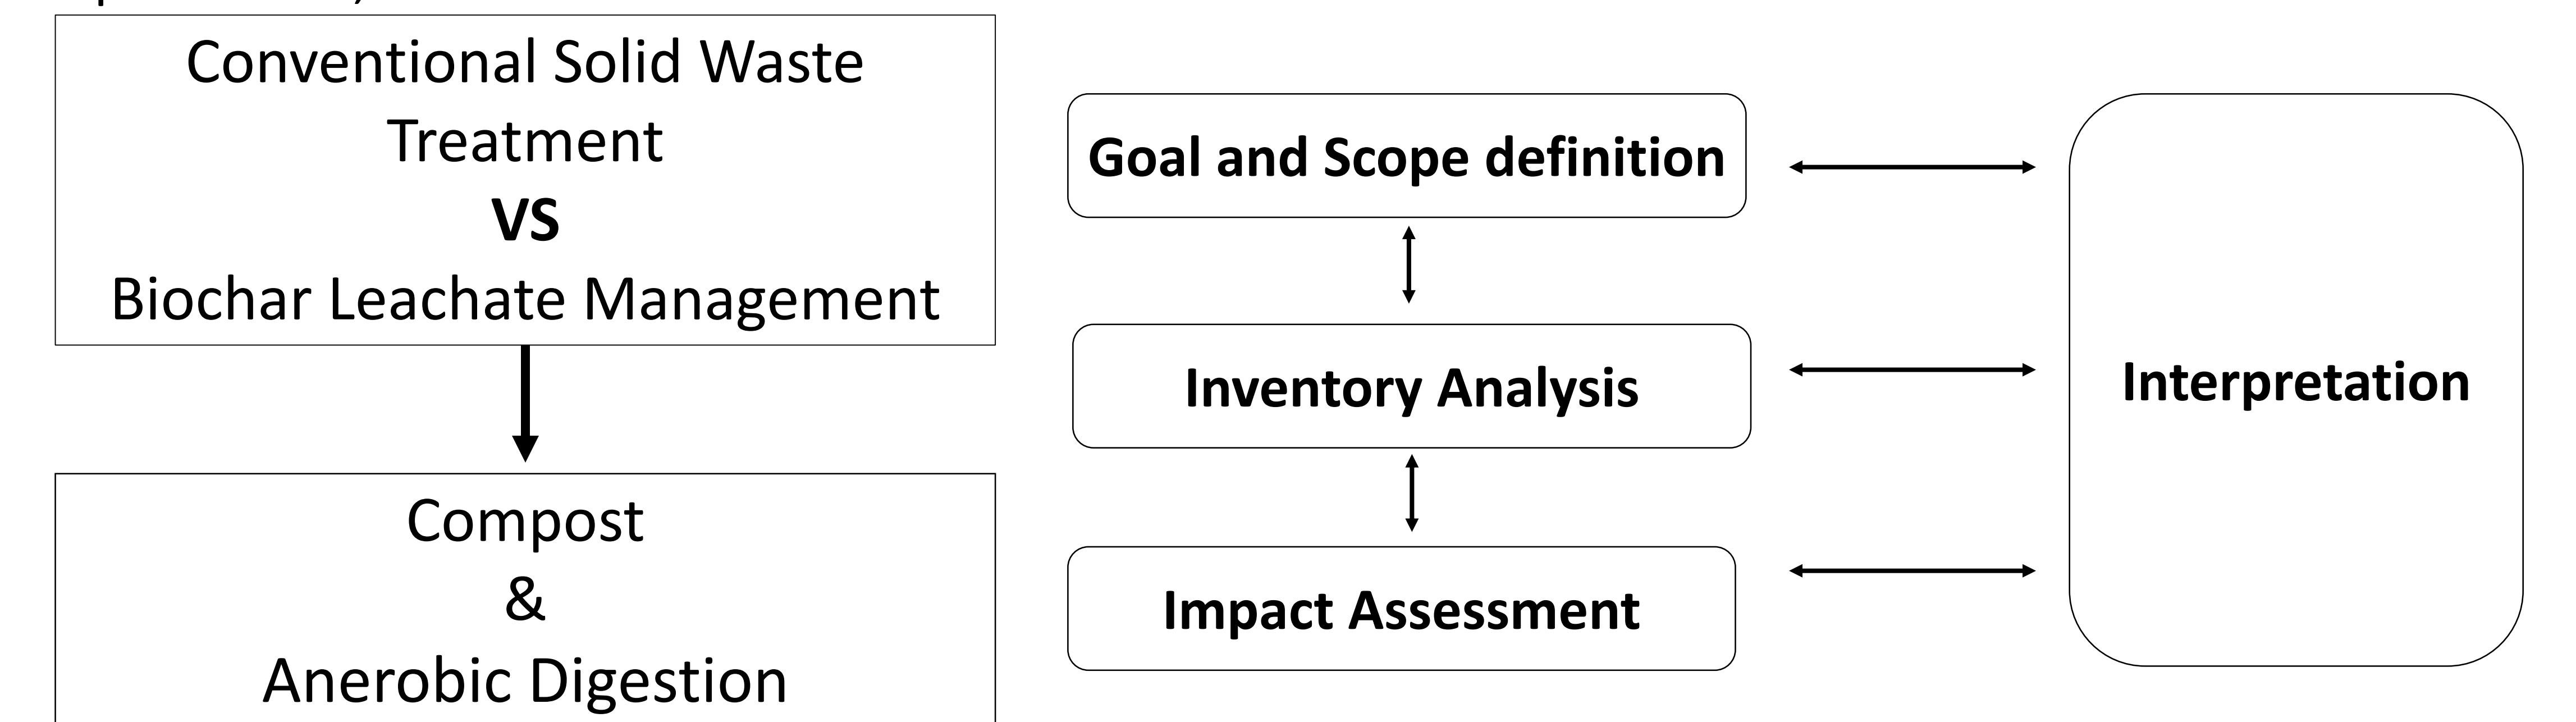 Conventional Solid Waste
Treatment
VS
Biochar Leachate Management
Compost
&
Anerobic Digestion
Goal and Scope definition
Inventory Analysis
Impact Assessment
Interpretation